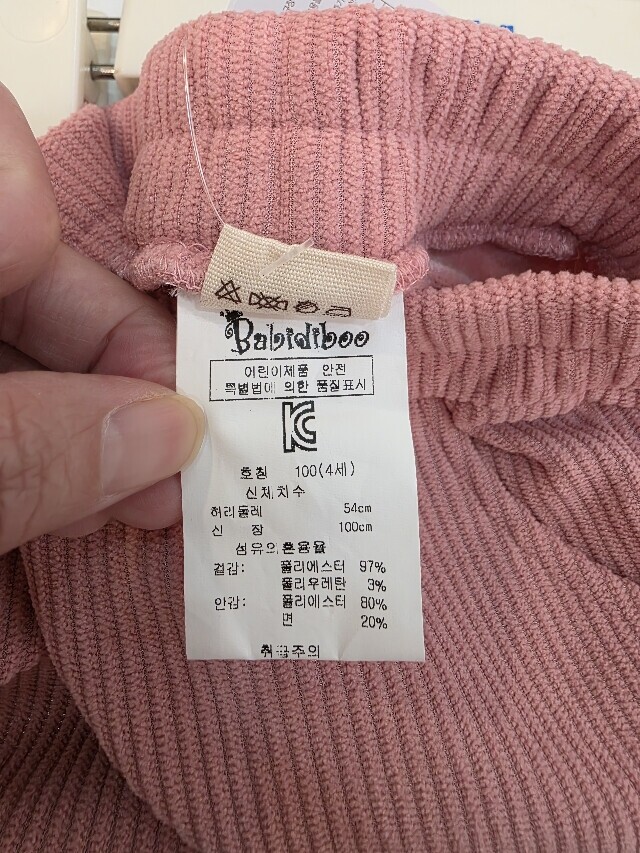 Babidiboo
어린이제품 안전
특별법에 의한 품질표시
KC
호칭 100(4세)
신체치수
허리둘레 54cm
신 장 100cm
섬유의혼용율
겉감: 폴리에스터 97%
폴리우레탄 3%
안감: 폴리에스터 80%
면 20%
취급주의